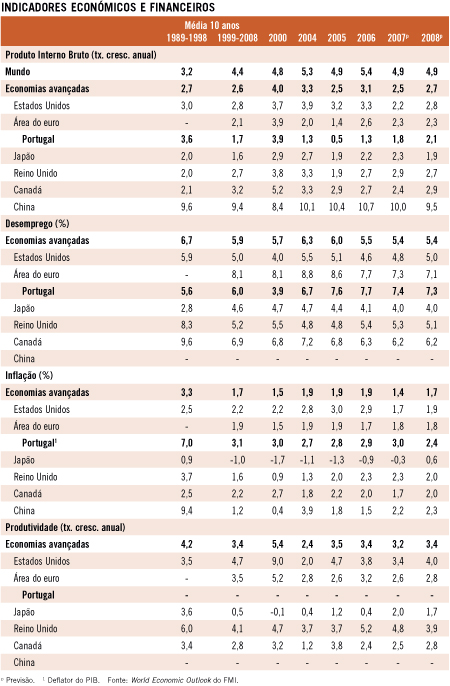 INDICADORES ECONÓMICOS E FINANCEIROS
Média 10 anos
1989-1998 1999-2008 2000 2004 2005 2006 2007ᵖ 2008ᵖ
Produto Interno Bruto (tx. cresc. anual)
Mundo 3,2 4,4 4,8 5,3 4,9 5,4 4,9 4,9
Economias avançadas 2,7 2,6 4,0 3,3 2,5 3,1 2,5 2,7
Estados Unidos 3,0 2,8 3,7 3,9 3,2 3,3 2,2 2,8
Área do euro - 2,1 3,9 2,0 1,4 2,6 2,3 2,3
Portugal 3,6 1,7 3,9 1,3 0,5 1,3 1,8 2,1
Japão 2,0 1,6 2,9 2,7 1,9 2,2 2,3 1,9
Reino Unido 2,0 2,7 3,8 3,3 1,9 2,7 2,9 2,7
Canadá 2,1 3,2 5,2 3,3 2,9 2,7 2,4 2,9
China 9,6 9,4 8,4 10,1 10,4 10,7 10,0 9,5
Desemprego (%)
Economias avançadas 6,7 5,9 5,7 6,3 6,0 5,5 5,4 5,4
Estados Unidos 5,9 5,0 4,0 5,5 5,1 4,6 4,8 5,0
Área do euro - 8,1 8,1 8,8 8,6 7,7 7,3 7,1
Portugal 5,6 6,0 3,9 6,7 7,6 7,7 7,4 7,3
Japão 2,8 4,6 4,7 4,7 4,4 4,1 4,0 4,0
Reino Unido 8,3 5,2 5,5 4,8 4,8 5,4 5,3 5,1
Canadá 9,6 6,9 6,8 7,2 6,8 6,3 6,2 6,2
China - - - - - - - -
Inflação (%)
Economias avançadas 3,3 1,7 1,5 1,9 1,9 1,9 1,4 1,7
Estados Unidos 2,5 2,2 2,2 2,8 3,0 2,9 1,7 1,9
Área do euro - 1,9 1,5 1,9 1,9 1,7 1,8 1,8
Portugal¹ 7,0 3,1 3,0 2,7 2,8 2,9 3,0 2,4
Japão 0,9 -1,0 -1,7 -1,1 -1,3 -0,9 -0,3 0,6
Reino Unido 3,7 1,6 0,9 1,3 2,0 2,3 2,3 2,0
Canadá 2,5 2,2 2,7 1,8 2,2 2,0 1,7 2,0
China 9,4 1,2 0,4 3,9 1,8 1,5 2,2 2,3
Produtividade (tx. cresc. anual)
Economias avançadas 4,2 3,4 5,4 2,4 3,5 3,4 3,2 3,4
Estados Unidos 3,5 4,7 9,0 2,0 4,7 3,8 3,4 4,0
Área do euro - 3,5 5,2 2,8 2,6 3,2 2,6 2,8
Portugal - - - - - - - -
Japão 3,6 0,5 -0,1 0,4 1,2 0,4 2,0 1,7
Reino Unido 6,0 4,1 4,7 3,7 3,7 5,2 4,8 3,9
Canadá 3,4 2,8 3,2 1,2 3,8 2,4 2,5 2,8
China - - - - - - - -
ᵖ Previsão. ¹ Deflator do PIB. Fonte: World Economic Outlook do FMI.